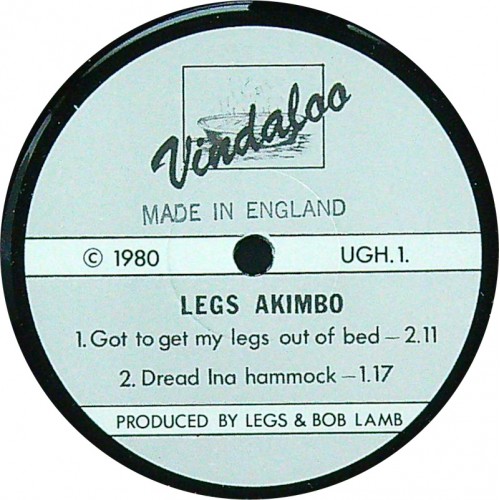 Vindaloo
MADE IN ENGLAND
© 1980 UGH.1.
LEGS AKIMBO
1. Got to get my legs out of bed – 2.11
2. Dread Ina hammock – 1.17
PRODUCED BY LEGS & BOB LAMB